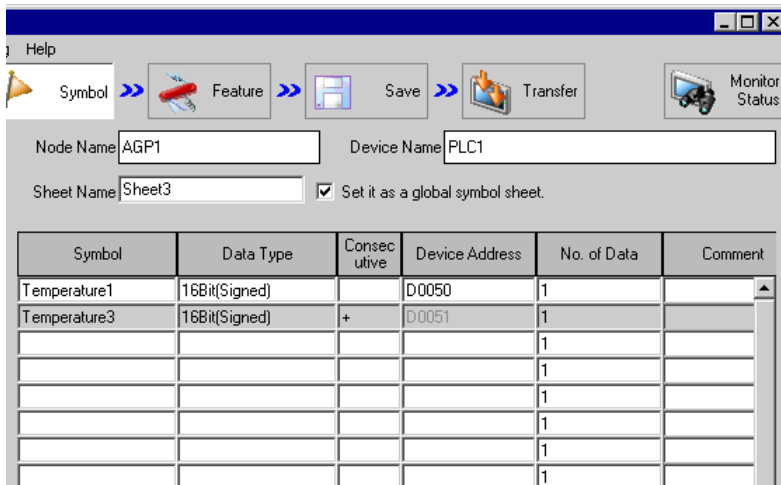 Help
Symbol Feature Save Transfer Monitor Status
Node Name AGP1 Device Name PLC1
Sheet Name Sheet3 Set it as a global symbol sheet.
Symbol Data Type Consecutive Device Address No. of Data Comment
Temperature1 16Bit(Signed) D0050 1
Temperature3 16Bit(Signed) + D0051 1
1
1
1
1
1
1